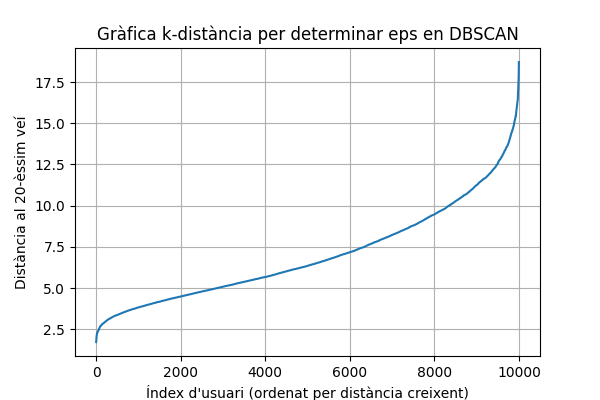 Gràfica k-distància per determinar eps en DBSCAN
Distància al 20-èssim veí
17.5
15.0
12.5
10.0
7.5
5.0
2.5
0 2000 4000 6000 8000 10000
Índex d'usuari (ordenat per distància creixent)